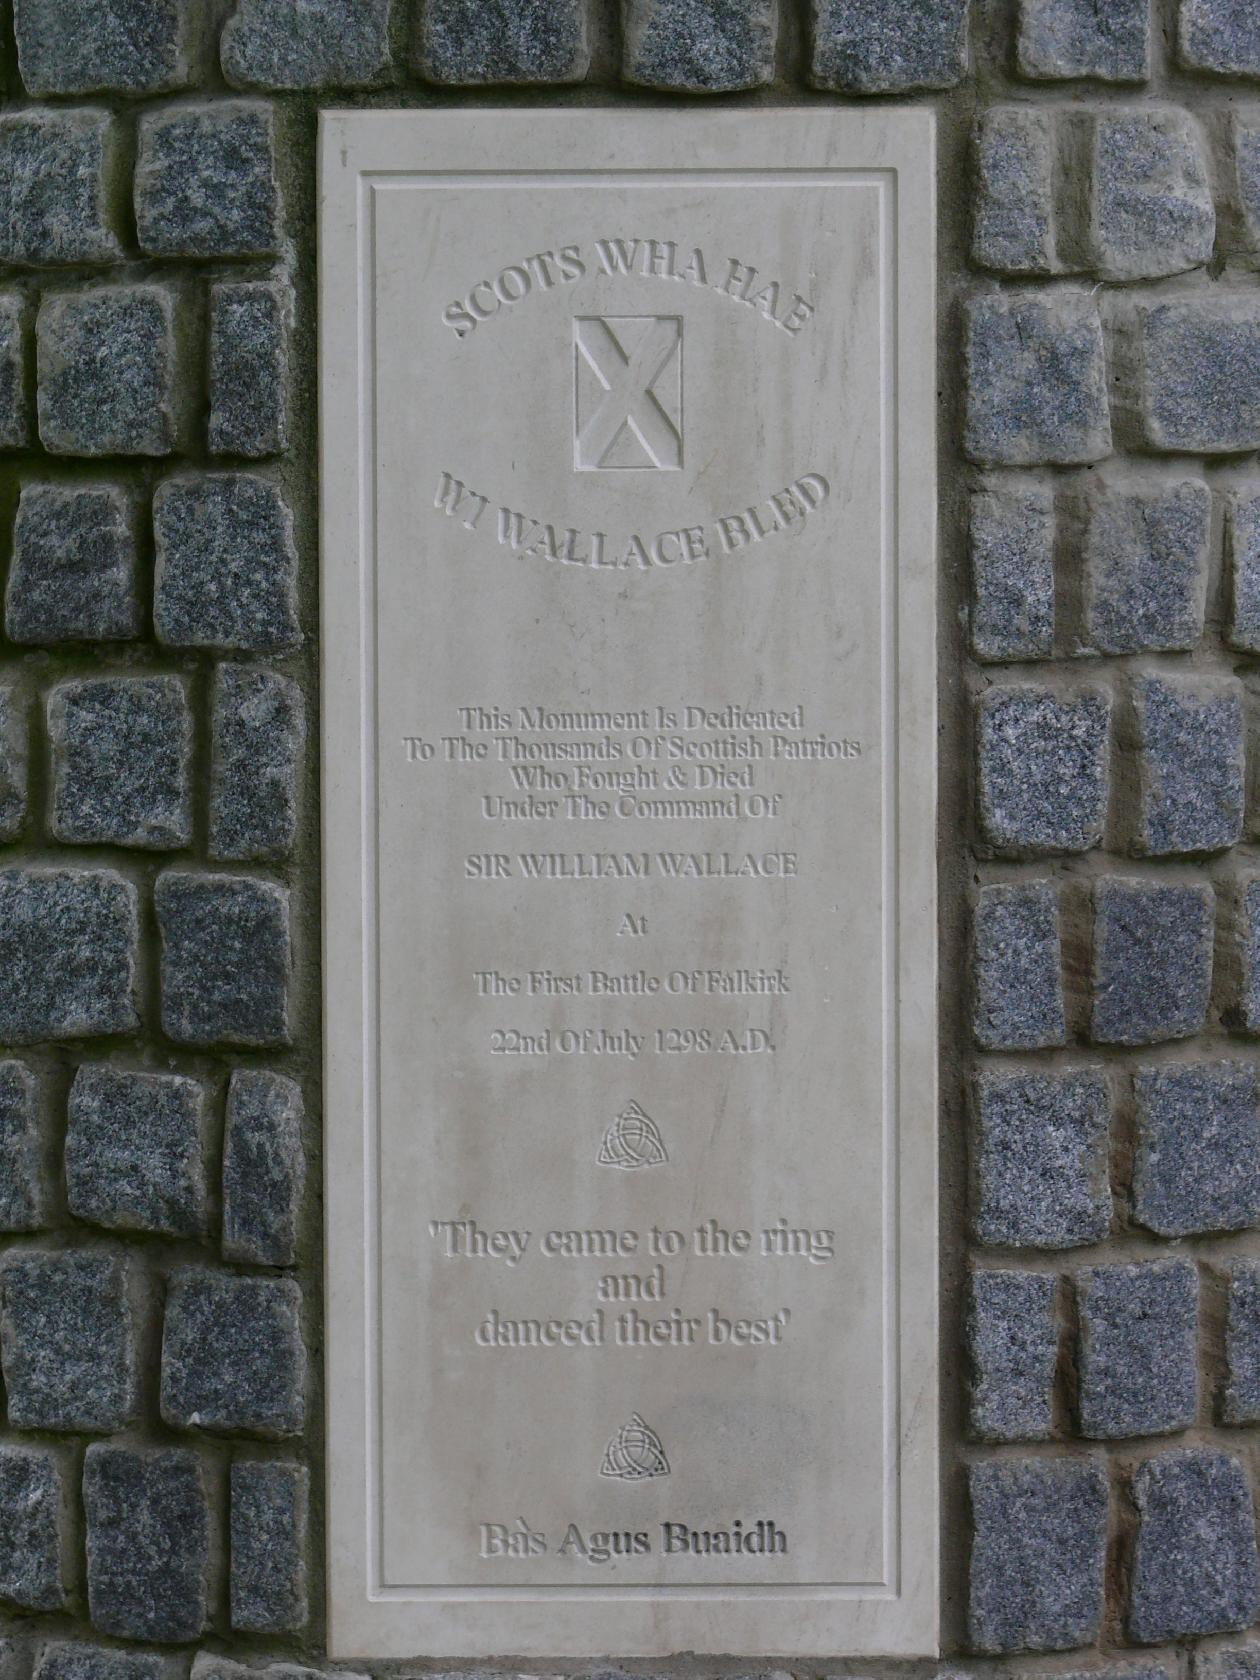 SCOTS WHA HAE
WI WALLACE BLED
This Monument Is Dedicated
To The Thousands Of Scottish Patriots
Who Fought & Died
Under The Command Of
SIR WILLIAM WALLACE
At
The First Battle Of Falkirk
22nd Of July 1298 A.D.
'They came to the ring
and
danced their best'
Bàs Agus Buaidh